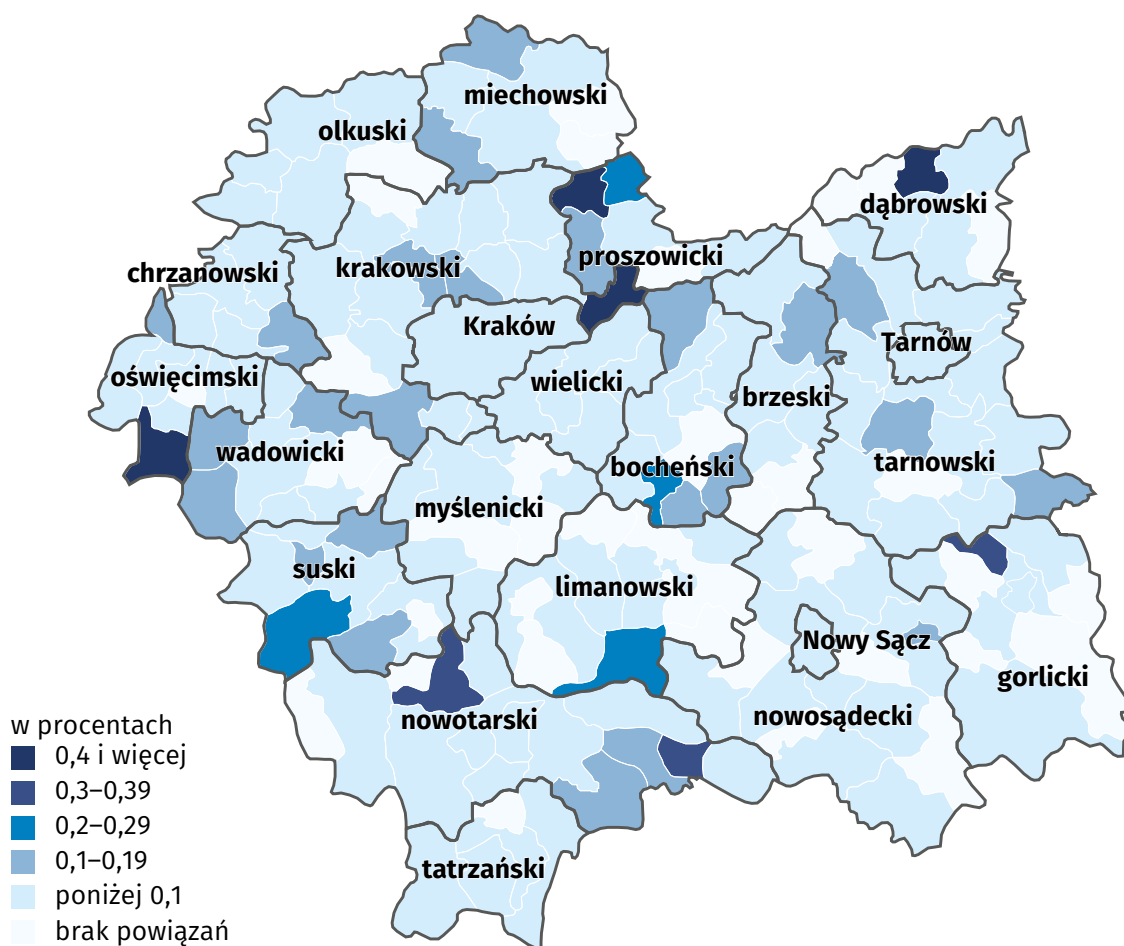 miechowski
olkuski
dąbrowski
proszowicki
chrzanowski
krakowski
Kraków
Tarnów
oświęcimski
wielicki
brzeski
wadowicki
bocheński
tarnowski
myślenicki
suski
limanowski
Nowy Sącz
gorlicki
nowotarski
nowosądecki
tatrzański
w procentach
0,4 i więcej
0,3–0,39
0,2–0,29
0,1–0,19
poniżej 0,1
brak powiązań